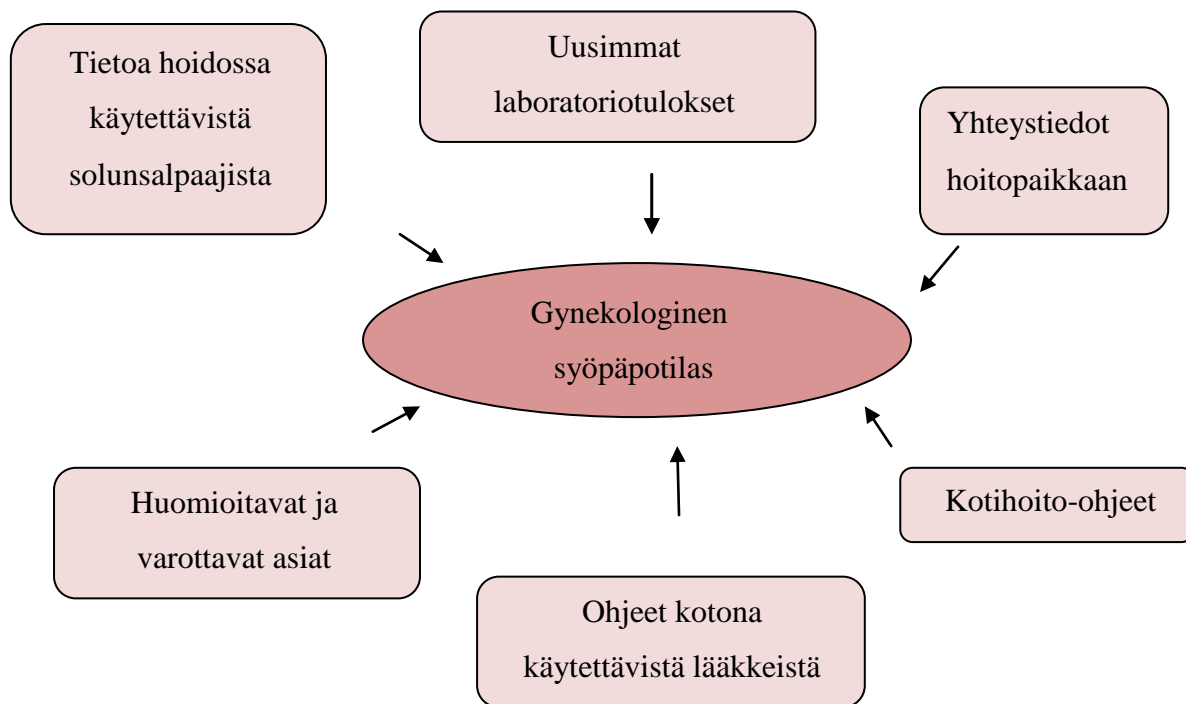 Tietoa hoidossa
käytettävistä
solunsalpaajista
Uusimmat
laboratoriotulokset
Yhteystiedot
hoitopaikkaan
Gynekologinen
syöpäpotilas
Huomioitavat ja
varottavat asiat
Kotihoito-ohjeet
Ohjeet kotona
käytettävistä lääkkeistä